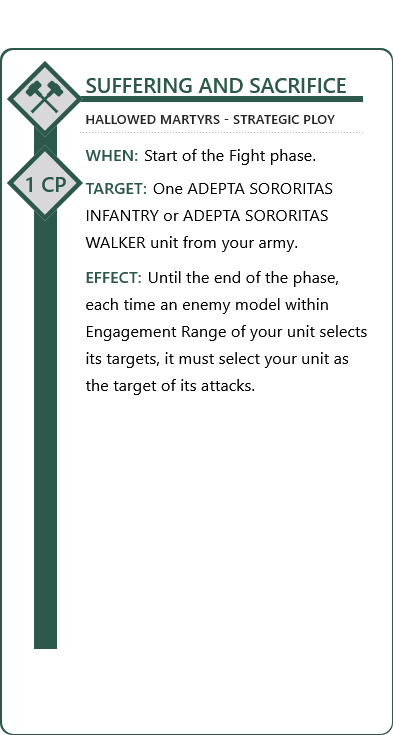 SUFFERING AND SACRIFICE
HALLOWED MARTYRS - STRATEGIC PLOY
1 CP
WHEN: Start of the Fight phase.
TARGET: One ADEPTA SORORITAS
INFANTRY or ADEPTA SORORITAS
WALKER unit from your army.
EFFECT: Until the end of the phase,
each time an enemy model within
Engagement Range of your unit selects
its targets, it must select your unit as
the target of its attacks.